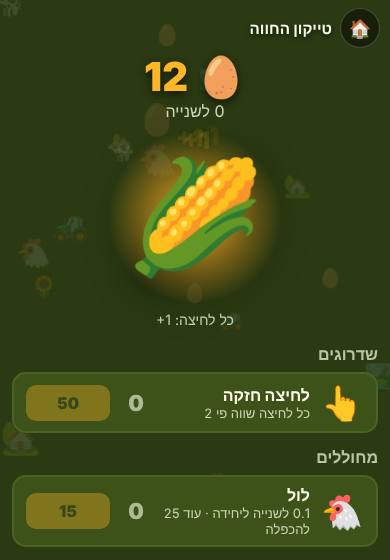 טייקון החווה
12
0 לשנייה
כל לחיצה: 1+
שדרוגים
לחיצה חזקה
כל לחיצה שווה פי 2
0
50
מחוללים
לול
0.1 לשנייה ליחידה · עוד 25
להכפלה
0
15